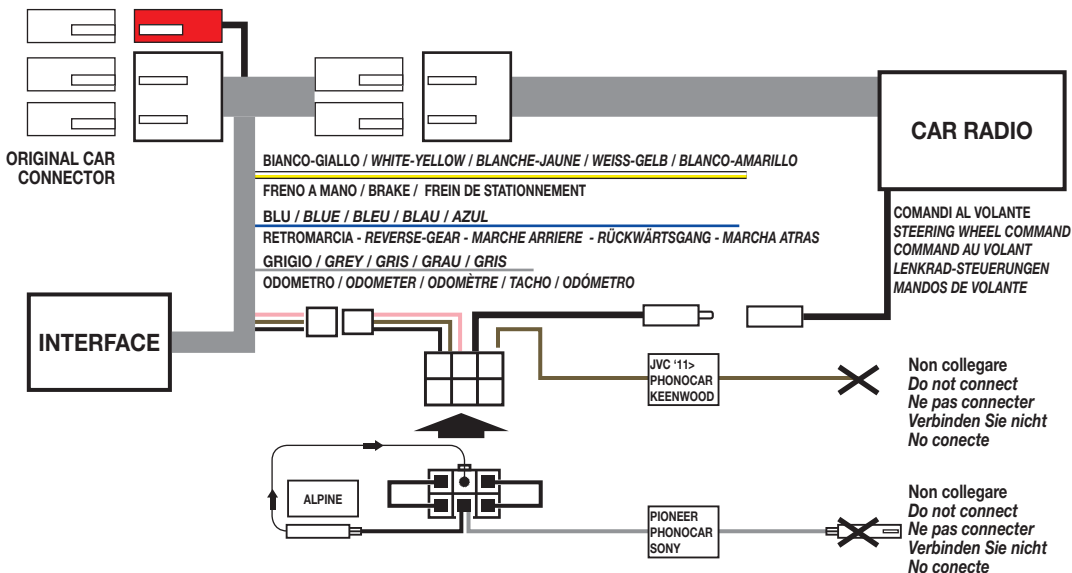 ORIGINAL CAR
CONNECTOR
CAR RADIO
BIANCO-GIALLO / WHITE-YELLOW / BLANCHE-JAUNE / WEISS-GELB / BLANCO-AMARILLO
FRENO A MANO / BRAKE / FREIN DE STATIONNEMENT
BLU / BLUE / BLEU / BLAU / AZUL
RETROMARCIA - REVERSE-GEAR - MARCHE ARRIERE - RÜCKWÄRTSGANG - MARCHA ATRAS
GRIGIO / GREY / GRIS / GRAU / GRIS
ODOMETRO / ODOMETER / ODOMÈTRE / TACHO / ODÓMETRO
COMANDI AL VOLANTE
STEERING WHEEL COMMAND
COMMAND AU VOLANT
LENKRAD-STEUERUNGEN
MANDOS DE VOLANTE
INTERFACE
JVC '11>
PHONOCAR
KEENWOOD
Non collegare
Do not connect
Ne pas connecter
Verbinden Sie nicht
No conecte
ALPINE
PIONEER
PHONOCAR
SONY
Non collegare
Do not connect
Ne pas connecter
Verbinden Sie nicht
No conecte